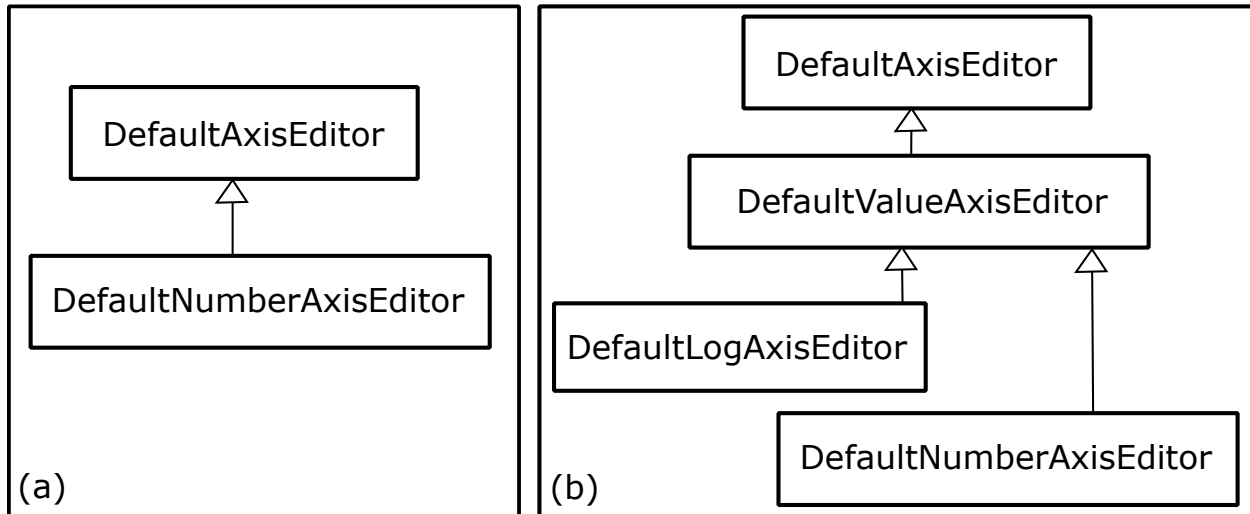 DefaultAxisEditor
DefaultNumberAxisEditor
(a)
DefaultAxisEditor
DefaultValueAxisEditor
DefaultLogAxisEditor
DefaultNumberAxisEditor
(b)